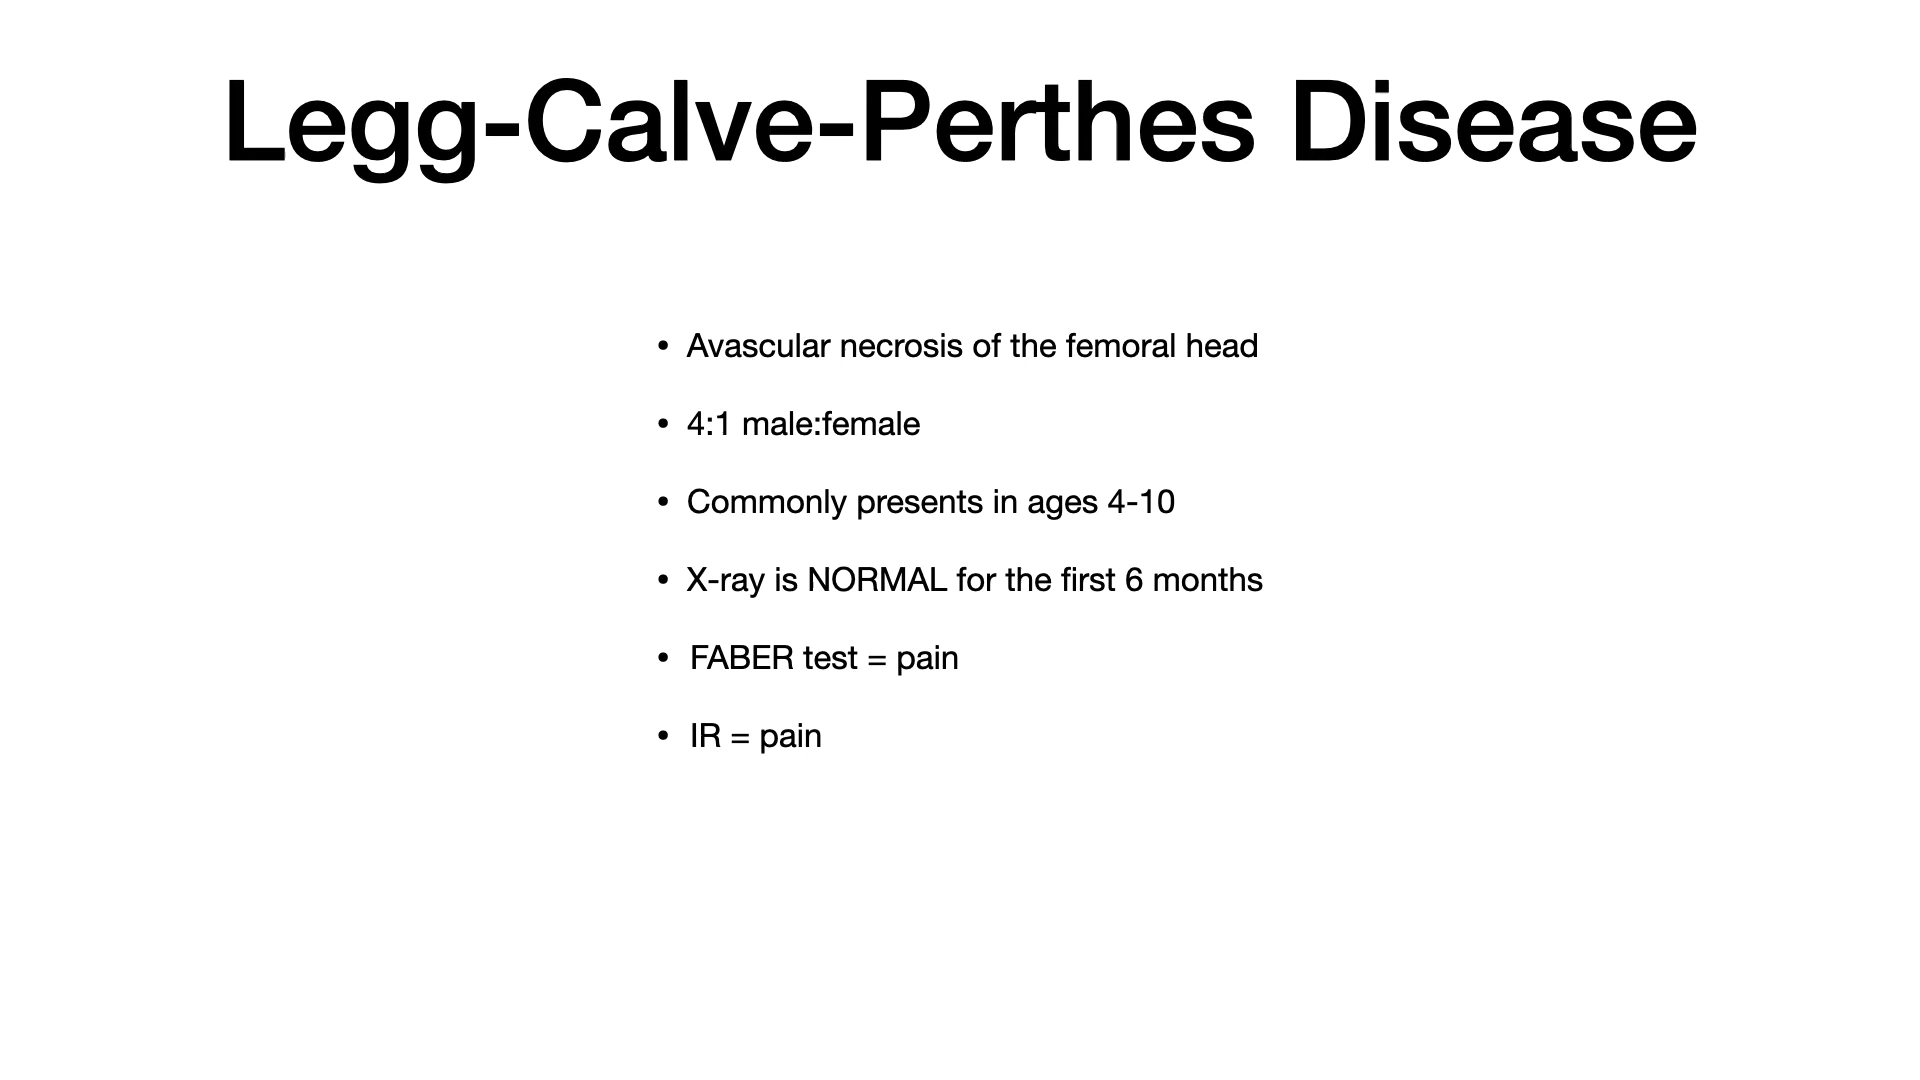 Legg-Calve-Perthes Disease
• Avascular necrosis of the femoral head
• 4:1 male:female
• Commonly presents in ages 4-10
• X-ray is NORMAL for the first 6 months
• FABER test = pain
• IR = pain